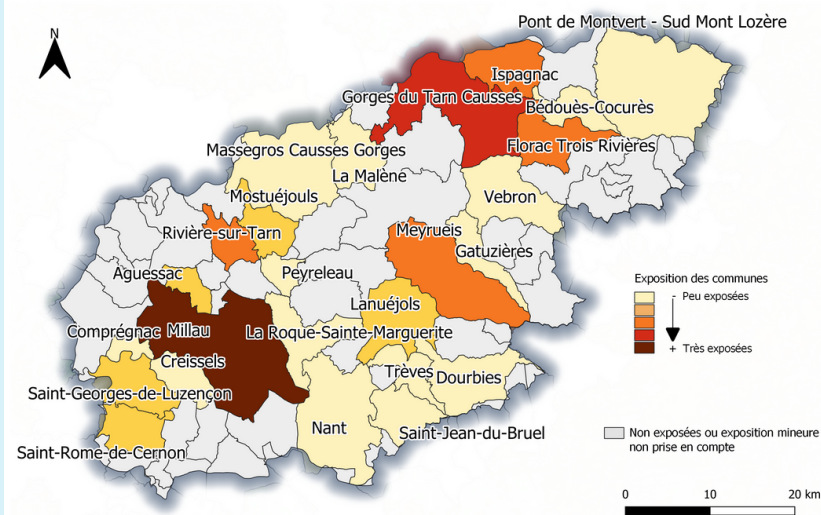 Pont de Montvert - Sud Mont Lozère
N
Ispagnac
Gorges du Tarn Causses
Bédouès-Cocurès
Florac Trois Rivières
Massegros Causses Gorges
La Malène
Mostuéjouls
Vebron
Rivière-sur-Tarn
Meyrueis
Gatuzières
Aguessac
Peyreleau
Lanuéjols
Comprégnac
Millau
La Roque-Sainte-Marguerite
Creissels
Trèves
Dourbies
Saint-Georges-de-Luzençon
Nant
Saint-Jean-du-Bruel
Saint-Rome-de-Cernon
Exposition des communes
- Peu exposées
+ Très exposées
Non exposées ou exposition mineure
non prise en compte
0 10 20 km